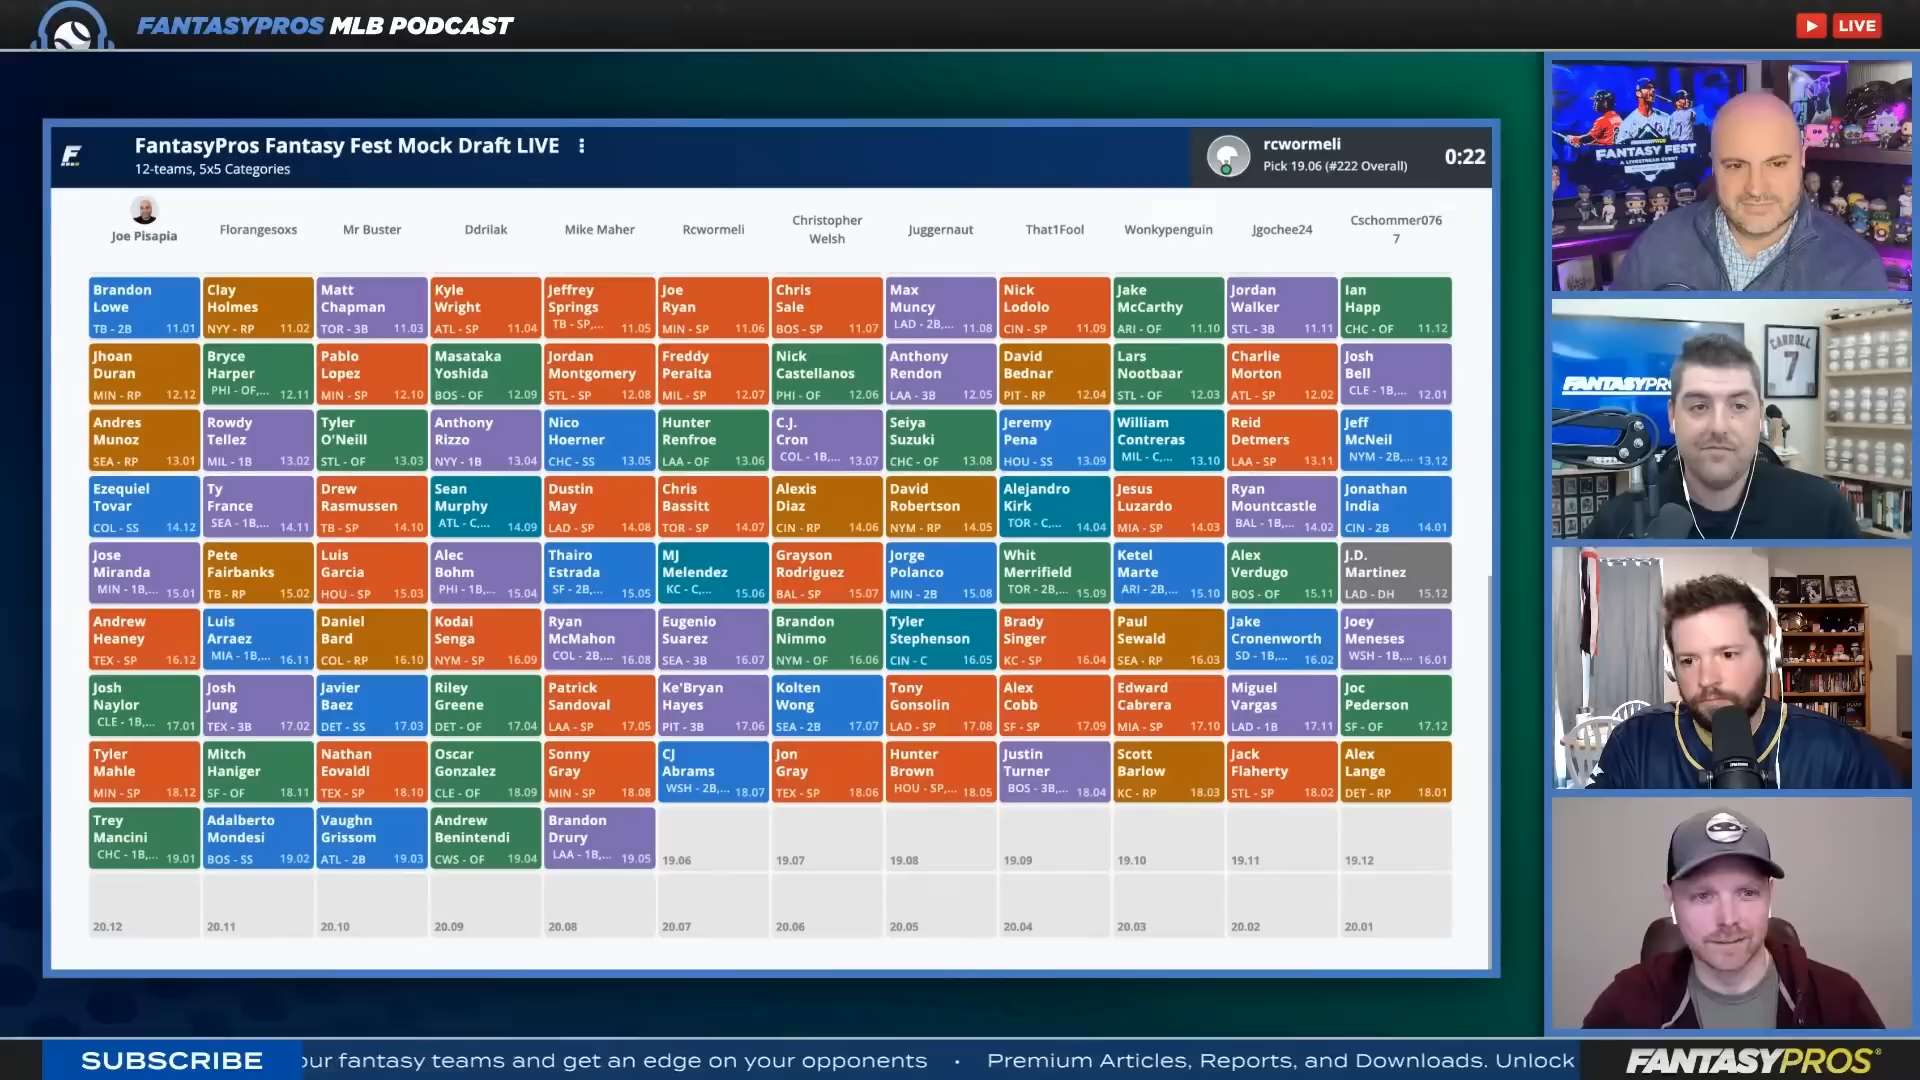 FANTASYPROS MLB PODCAST
LIVE
FantasyPros Fantasy Fest Mock Draft LIVE
12-teams, 5x5 Categories
rcwormeli
Pick 19.06 (#222 Overall)
0:22
Joe Pisapia
Florangesoxs
Mr Buster
Ddrilak
Mike Maher
Rcwormeli
Christopher
Welsh
Juggernaut
That1Fool
Wonkypenguin
Jgochee24
Cschommer076
7
Brandon Lowe TB - 2B 11.01
Clay Holmes NYY - RP 11.02
Matt Chapman TOR - 3B 11.03
Kyle Wright ATL - SP 11.04
Jeffrey Springs TB - SP,... 11.05
Joe Ryan MIN - SP 11.06
Chris Sale BOS - SP 11.07
Max Muncy LAD - 2B,... 11.08
Nick Lodolo CIN - SP 11.09
Jake McCarthy ARI - OF 11.10
Jordan Walker STL - 3B 11.11
Ian Happ CHC - OF 11.12
Jhoan Duran MIN - RP 12.12
Bryce Harper PHI - OF,... 12.11
Pablo Lopez MIN - SP 12.10
Masataka Yoshida BOS - OF 12.09
Jordan Montgomery STL - SP 12.08
Freddy Peralta MIL - SP 12.07
Nick Castellanos PHI - OF 12.06
Anthony Rendon LAA - 3B 12.05
David Bednar PIT - RP 12.04
Lars Nootbaar STL - OF 12.03
Charlie Morton ATL - SP 12.02
Josh Bell CLE - 1B,... 12.01
Andres Munoz SEA - RP 13.01
Rowdy Tellez MIL - 1B 13.02
Tyler O'Neill STL - OF 13.03
Anthony Rizzo NYY - 1B 13.04
Nico Hoerner CHC - SS 13.05
Hunter Renfroe LAA - OF 13.06
C.J. Cron COL - 1B,... 13.07
Seiya Suzuki CHC - OF 13.08
Jeremy Pena HOU - SS 13.09
William Contreras MIL - C,... 13.10
Reid Detmers LAA - SP 13.11
Jeff McNeil NYM - 2B,... 13.12
Ezequiel Tovar COL - SS 14.12
Ty France SEA - 1B,... 14.11
Drew Rasmussen TB - SP 14.10
Sean Murphy ATL - C,... 14.09
Dustin May LAD - SP 14.08
Chris Bassitt TOR - SP 14.07
Alexis Diaz CIN - RP 14.06
David Robertson NYM - RP 14.05
Alejandro Kirk TOR - C,... 14.04
Jesus Luzardo MIA - SP 14.03
Ryan Mountcastle BAL - 1B,... 14.02
Jonathan India CIN - 2B 14.01
Jose Miranda MIN - 1B,... 15.01
Pete Fairbanks TB - RP 15.02
Luis Garcia HOU - SP 15.03
Alec Bohm PHI - 1B,... 15.04
Thairo Estrada SF - 2B,... 15.05
MJ Melendez KC - C,... 15.06
Grayson Rodriguez BAL - SP 15.07
Jorge Polanco MIN - 2B 15.08
Whit Merrifield TOR - 2B,... 15.09
Ketel Marte ARI - 2B,... 15.10
Alex Verdugo BOS - OF 15.11
J.D. Martinez LAD - DH 15.12
Andrew Heaney TEX - SP 16.12
Luis Arraez MIA - 1B,... 16.11
Daniel Bard COL - RP 16.10
Kodai Senga NYM - SP 16.09
Ryan McMahon COL - 2B,... 16.08
Eugenio Suarez SEA - 3B 16.07
Brandon Nimmo NYM - OF 16.06
Tyler Stephenson CIN - C 16.05
Brady Singer KC - SP 16.04
Paul Sewald SEA - RP 16.03
Jake Cronenworth SD - 1B,... 16.02
Joey Meneses WSH - 1B,... 16.01
Josh Naylor CLE - 1B,... 17.01
Josh Jung TEX - 3B 17.02
Javier Baez DET - SS 17.03
Riley Greene DET - OF 17.04
Patrick Sandoval LAA - SP 17.05
Ke'Bryan Hayes PIT - 3B 17.06
Kolten Wong SEA - 2B 17.07
Tony Gonsolin LAD - SP 17.08
Alex Cobb SF - SP 17.09
Edward Cabrera MIA - SP 17.10
Miguel Vargas LAD - 1B 17.11
Joc Pederson SF - OF 17.12
Tyler Mahle MIN - SP 18.12
Mitch Haniger SF - OF 18.11
Nathan Eovaldi TEX - SP 18.10
Oscar Gonzalez CLE - OF 18.09
Sonny Gray MIN - SP 18.08
CJ Abrams WSH - 2B,... 18.07
Jon Gray TEX - SP 18.06
Hunter Brown HOU - SP,... 18.05
Justin Turner BOS - 3B,... 18.04
Scott Barlow KC - RP 18.03
Jack Flaherty STL - SP 18.02
Alex Lange DET - RP 18.01
Trey Mancini CHC - 1B,... 19.01
Adalberto Mondesi BOS - SS 19.02
Vaughn Grissom ATL - 2B 19.03
Andrew Benintendi CWS - OF 19.04
Brandon Drury LAA - 1B,... 19.05
19.06
19.07
19.08
19.09
19.10
19.11
19.12
20.12
20.11
20.10
20.09
20.08
20.07
20.06
20.05
20.04
20.03
20.02
20.01
FANTASY FEST
A LIVESTREAM EVENT
FANTASYPR
CARROLL
7
SUBSCRIBE
our fantasy teams and get an edge on your opponents • Premium Articles, Reports, and Downloads. Unlock
FANTASYPROS